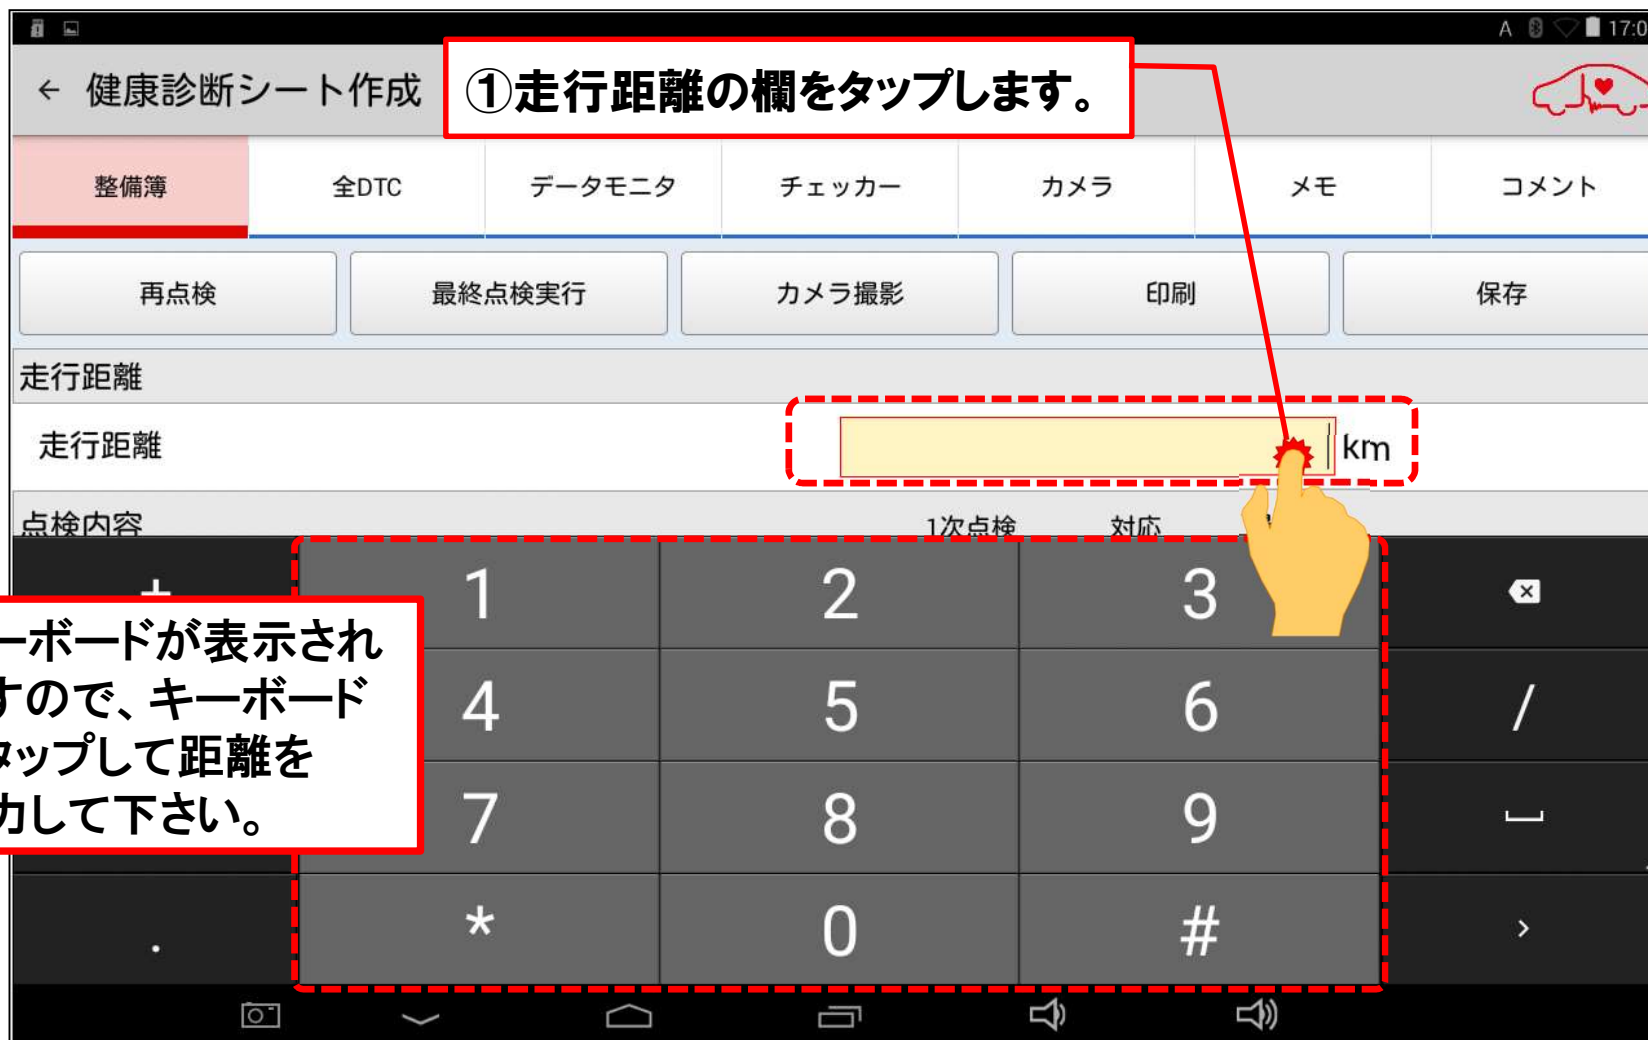 A 17:0
← 健康診断シート作成
①走行距離の欄をタップします。
整備簿 全DTC データモニタ チェッカー カメラ メモ コメント
再点検 最終点検実行 カメラ撮影 印刷 保存
走行距離
走行距離 km
点検内容 1次点検 対応
+ 1 2 3
ーボードが表示され
すので、キーボード
タップして距離を
力して下さい。
4 5 6 /
7 8 9
. * 0 # >